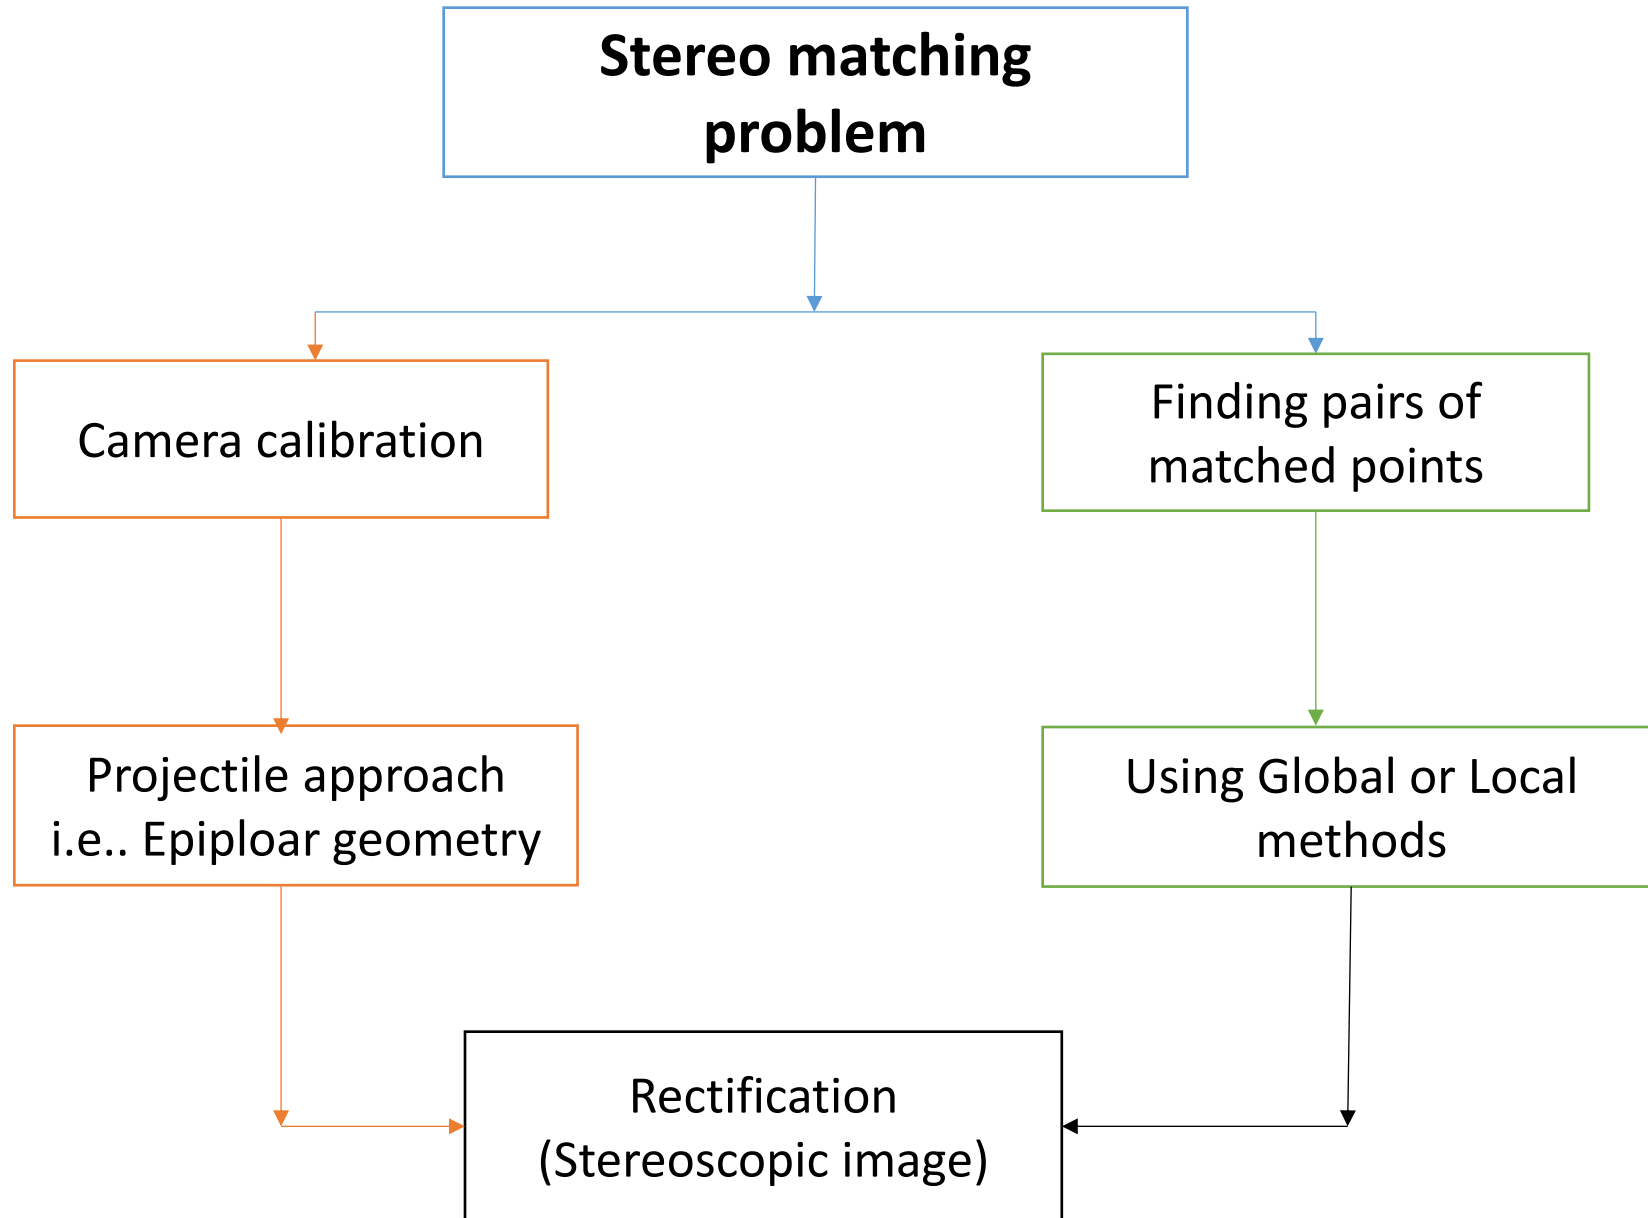 Stereo matching
problem
Camera calibration
Finding pairs of
matched points
Projectile approach
i.e.. Epiploar geometry
Using Global or Local
methods
Rectification
(Stereoscopic image)